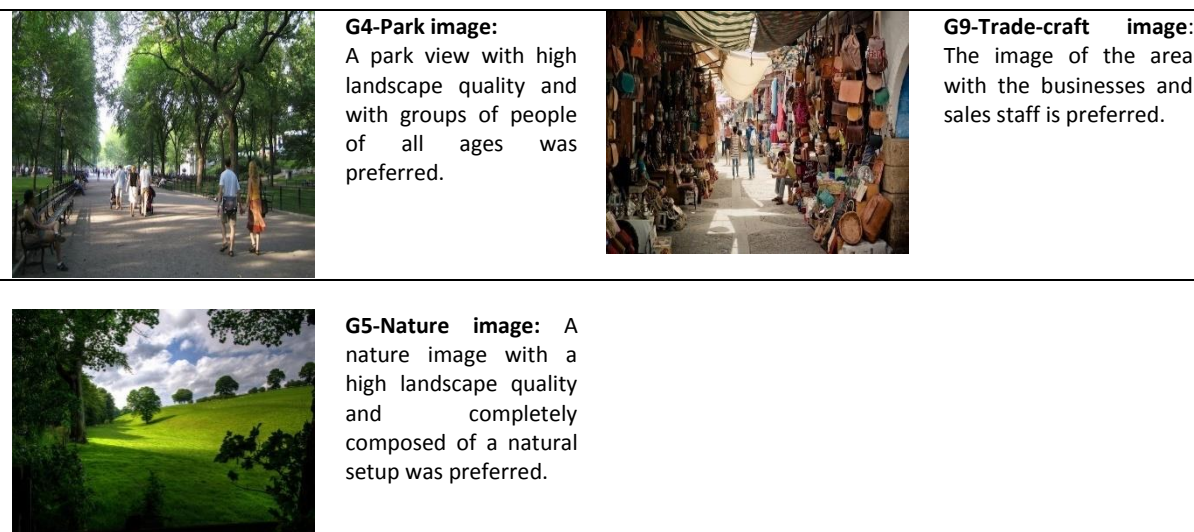 G4-Park image:
A park view with high
landscape quality and
with groups of people
of all ages was
preferred.
G9-Trade-craft image:
The image of the area
with the businesses and
sales staff is preferred.
G5-Nature image: A
nature image with a
high landscape quality
and completely
composed of a natural
setup was preferred.